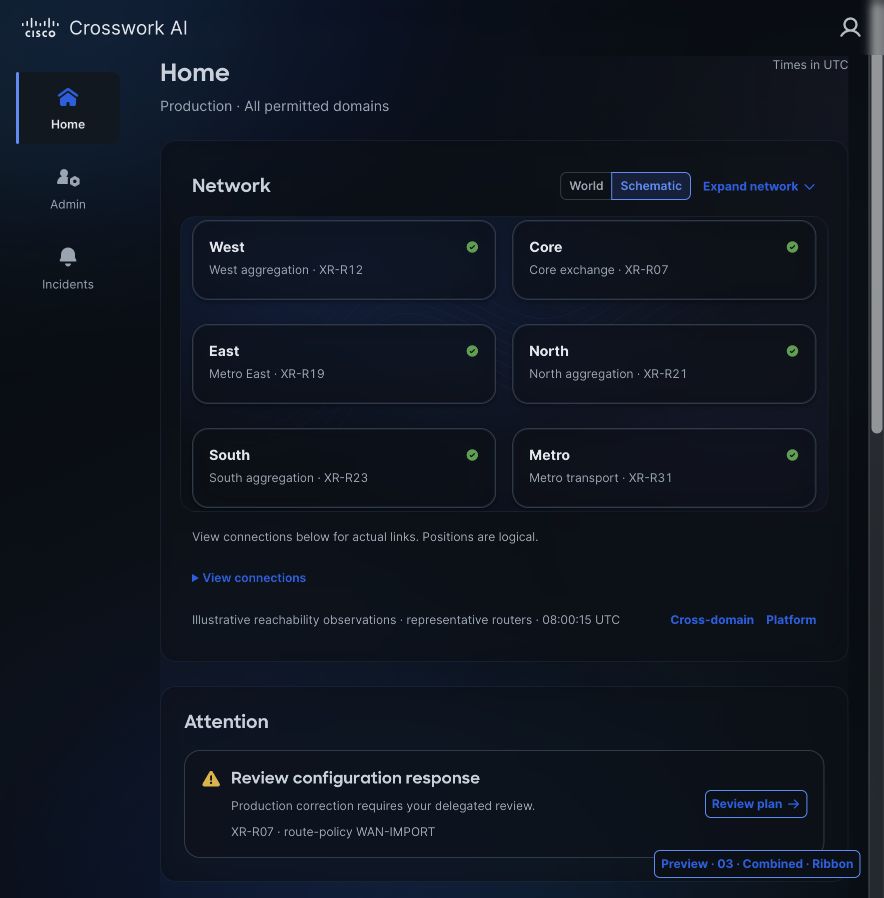 CISCO Crosswork AI
Home
Times in UTC
Production · All permitted domains
Home
Admin
Incidents
Network
World Schematic Expand network
West
West aggregation · XR-R12
Core
Core exchange · XR-R07
East
Metro East · XR-R19
North
North aggregation · XR-R21
South
South aggregation · XR-R23
Metro
Metro transport · XR-R31
View connections below for actual links. Positions are logical.
View connections
Illustrative reachability observations · representative routers · 08:00:15 UTC Cross-domain Platform
Attention
Review configuration response
Production correction requires your delegated review.
XR-R07 · route-policy WAN-IMPORT
Review plan →
Preview · 03 · Combined · Ribbon